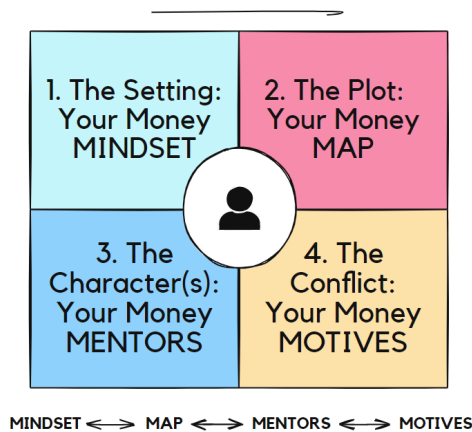 1. The Setting:
Your Money
MINDSET
2. The Plot:
Your Money
MAP
3. The
Character(s):
Your Money
MENTORS
4. The
Conflict:
Your Money
MOTIVES
MINDSET ↔ MAP ↔ MENTORS ↔ MOTIVES